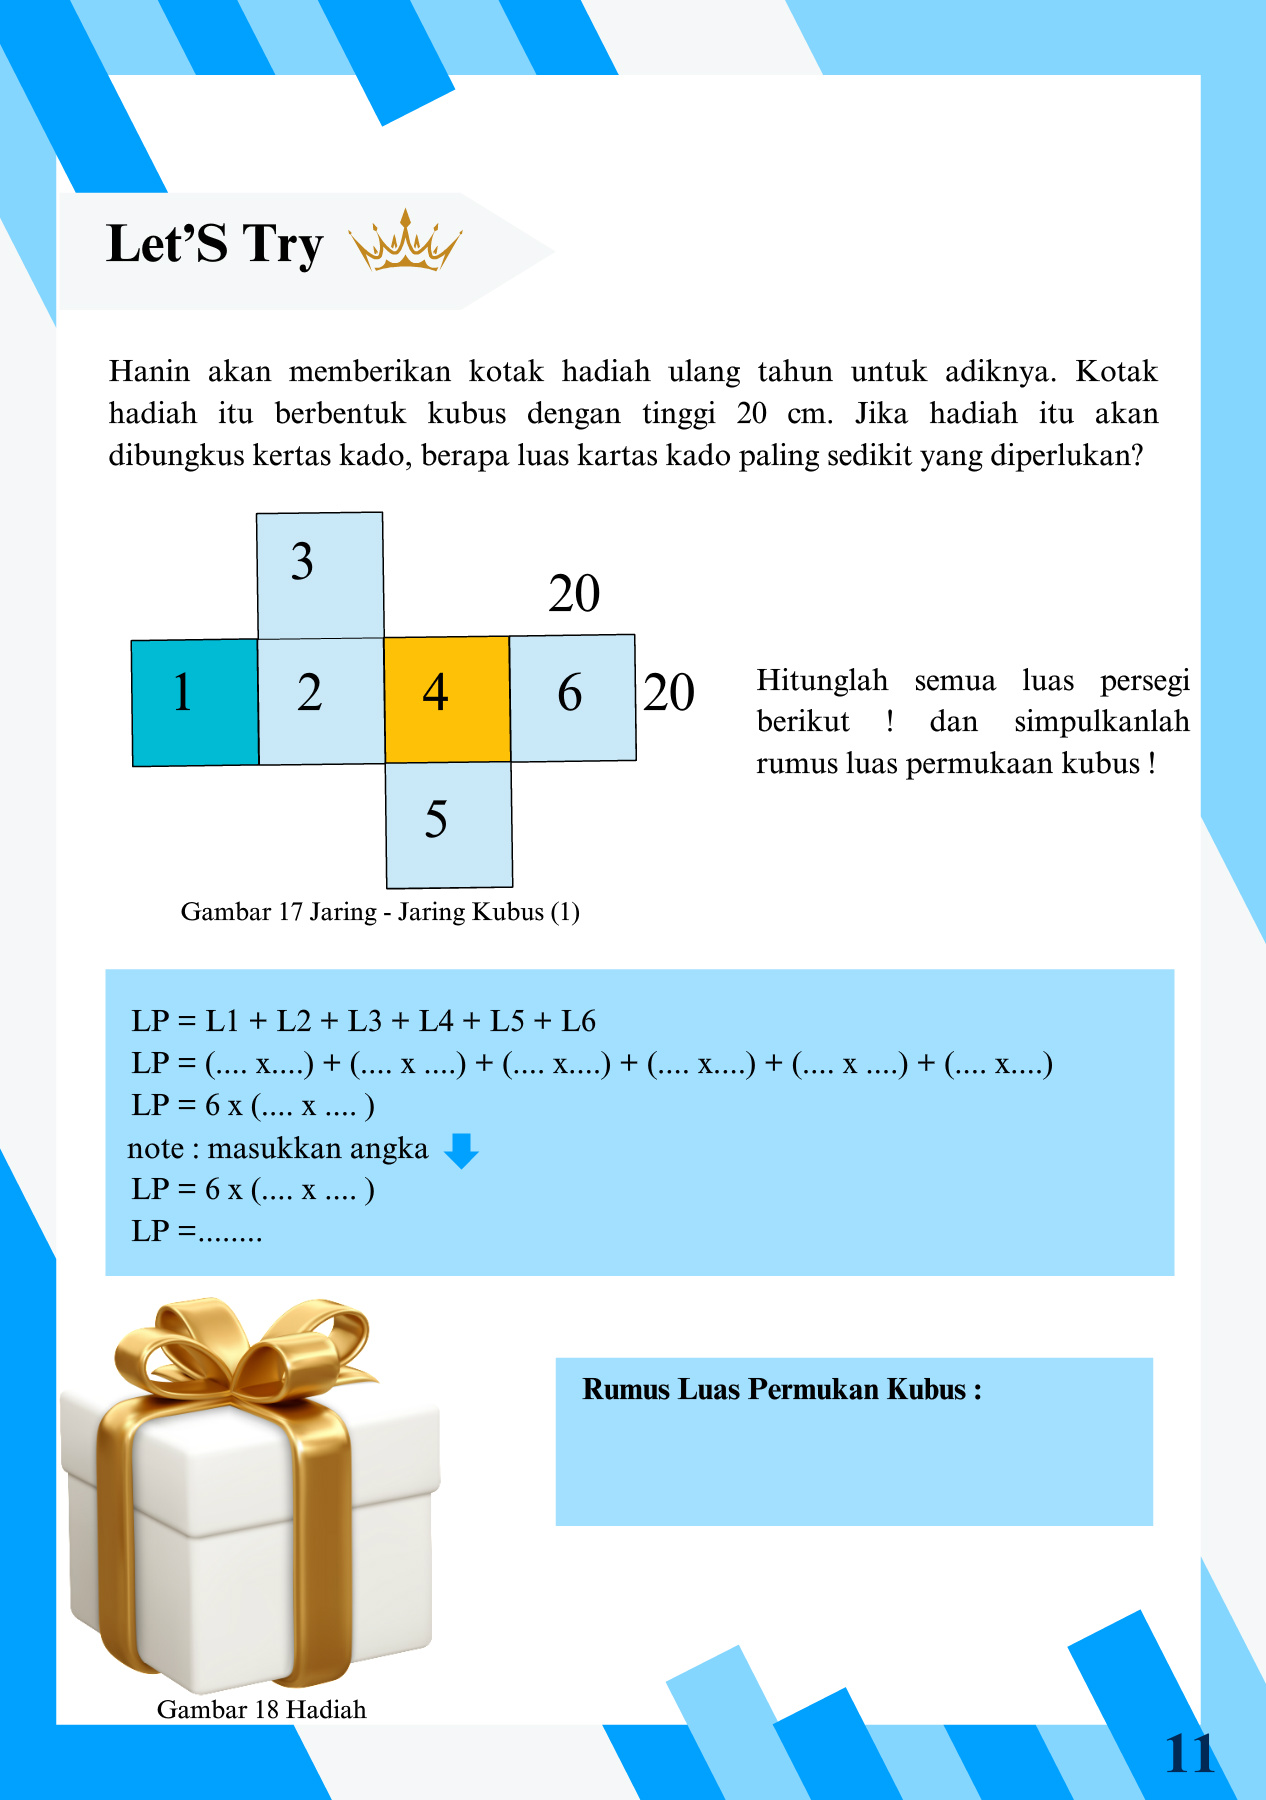 Let'S Try
Hanin akan memberikan kotak hadiah ulang tahun untuk adiknya. Kotak
hadiah itu berbentuk kubus dengan tinggi 20 cm. Jika hadiah itu akan
dibungkus kertas kado, berapa luas kartas kado paling sedikit yang diperlukan?
3
20
1 2 4 6 20
5
Gambar 17 Jaring - Jaring Kubus (1)
Hitunglah semua luas persegi
berikut ! dan simpulkanlah
rumus luas permukaan kubus !
LP = L1 + L2 + L3 + L4 + L5 + L6
LP = (.... x....) + (.... x ....) + (.... x....) + (.... x....) + (.... x ....) + (.... x....)
LP = 6 x (.... x .... )
note : masukkan angka
LP = 6 x (.... x .... )
LP =........
Rumus Luas Permukan Kubus :
Gambar 18 Hadiah
11